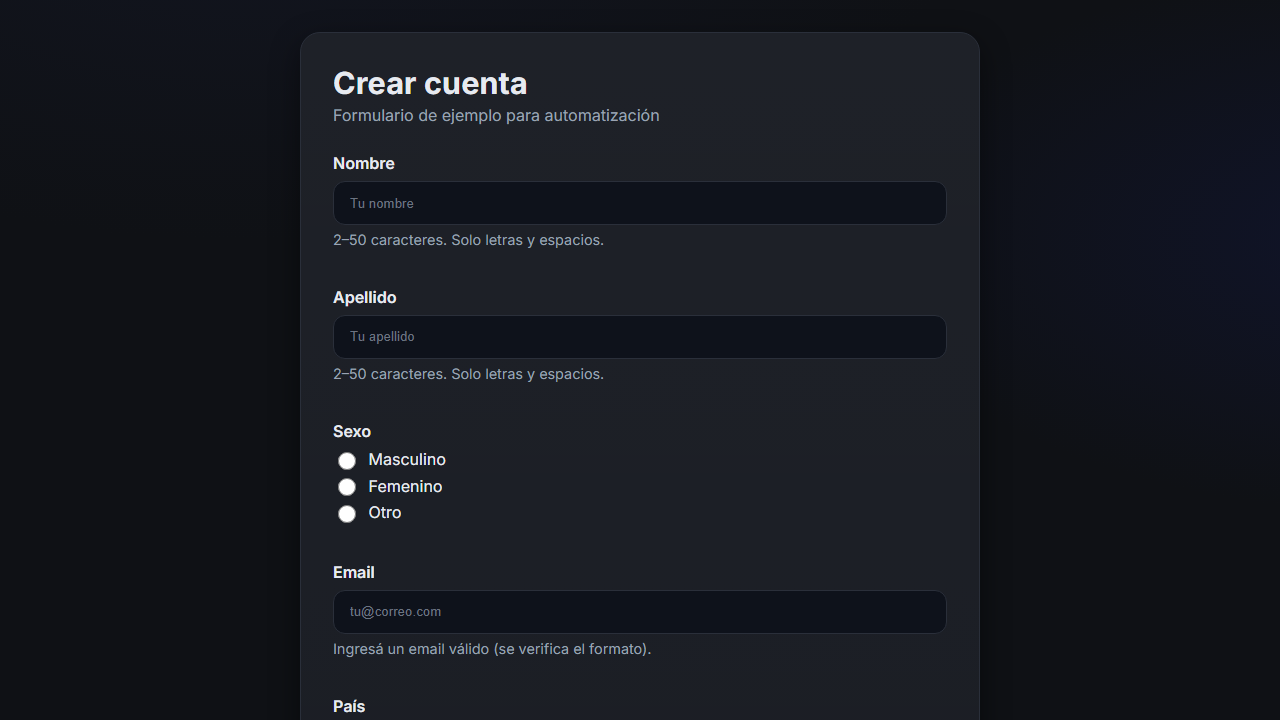 Crear cuenta
Formulario de ejemplo para automatización
Nombre
Tu nombre
2–50 caracteres. Solo letras y espacios.
Apellido
Tu apellido
2–50 caracteres. Solo letras y espacios.
Sexo
Masculino
Femenino
Otro
Email
tu@correo.com
Ingresá un email válido (se verifica el formato).
País